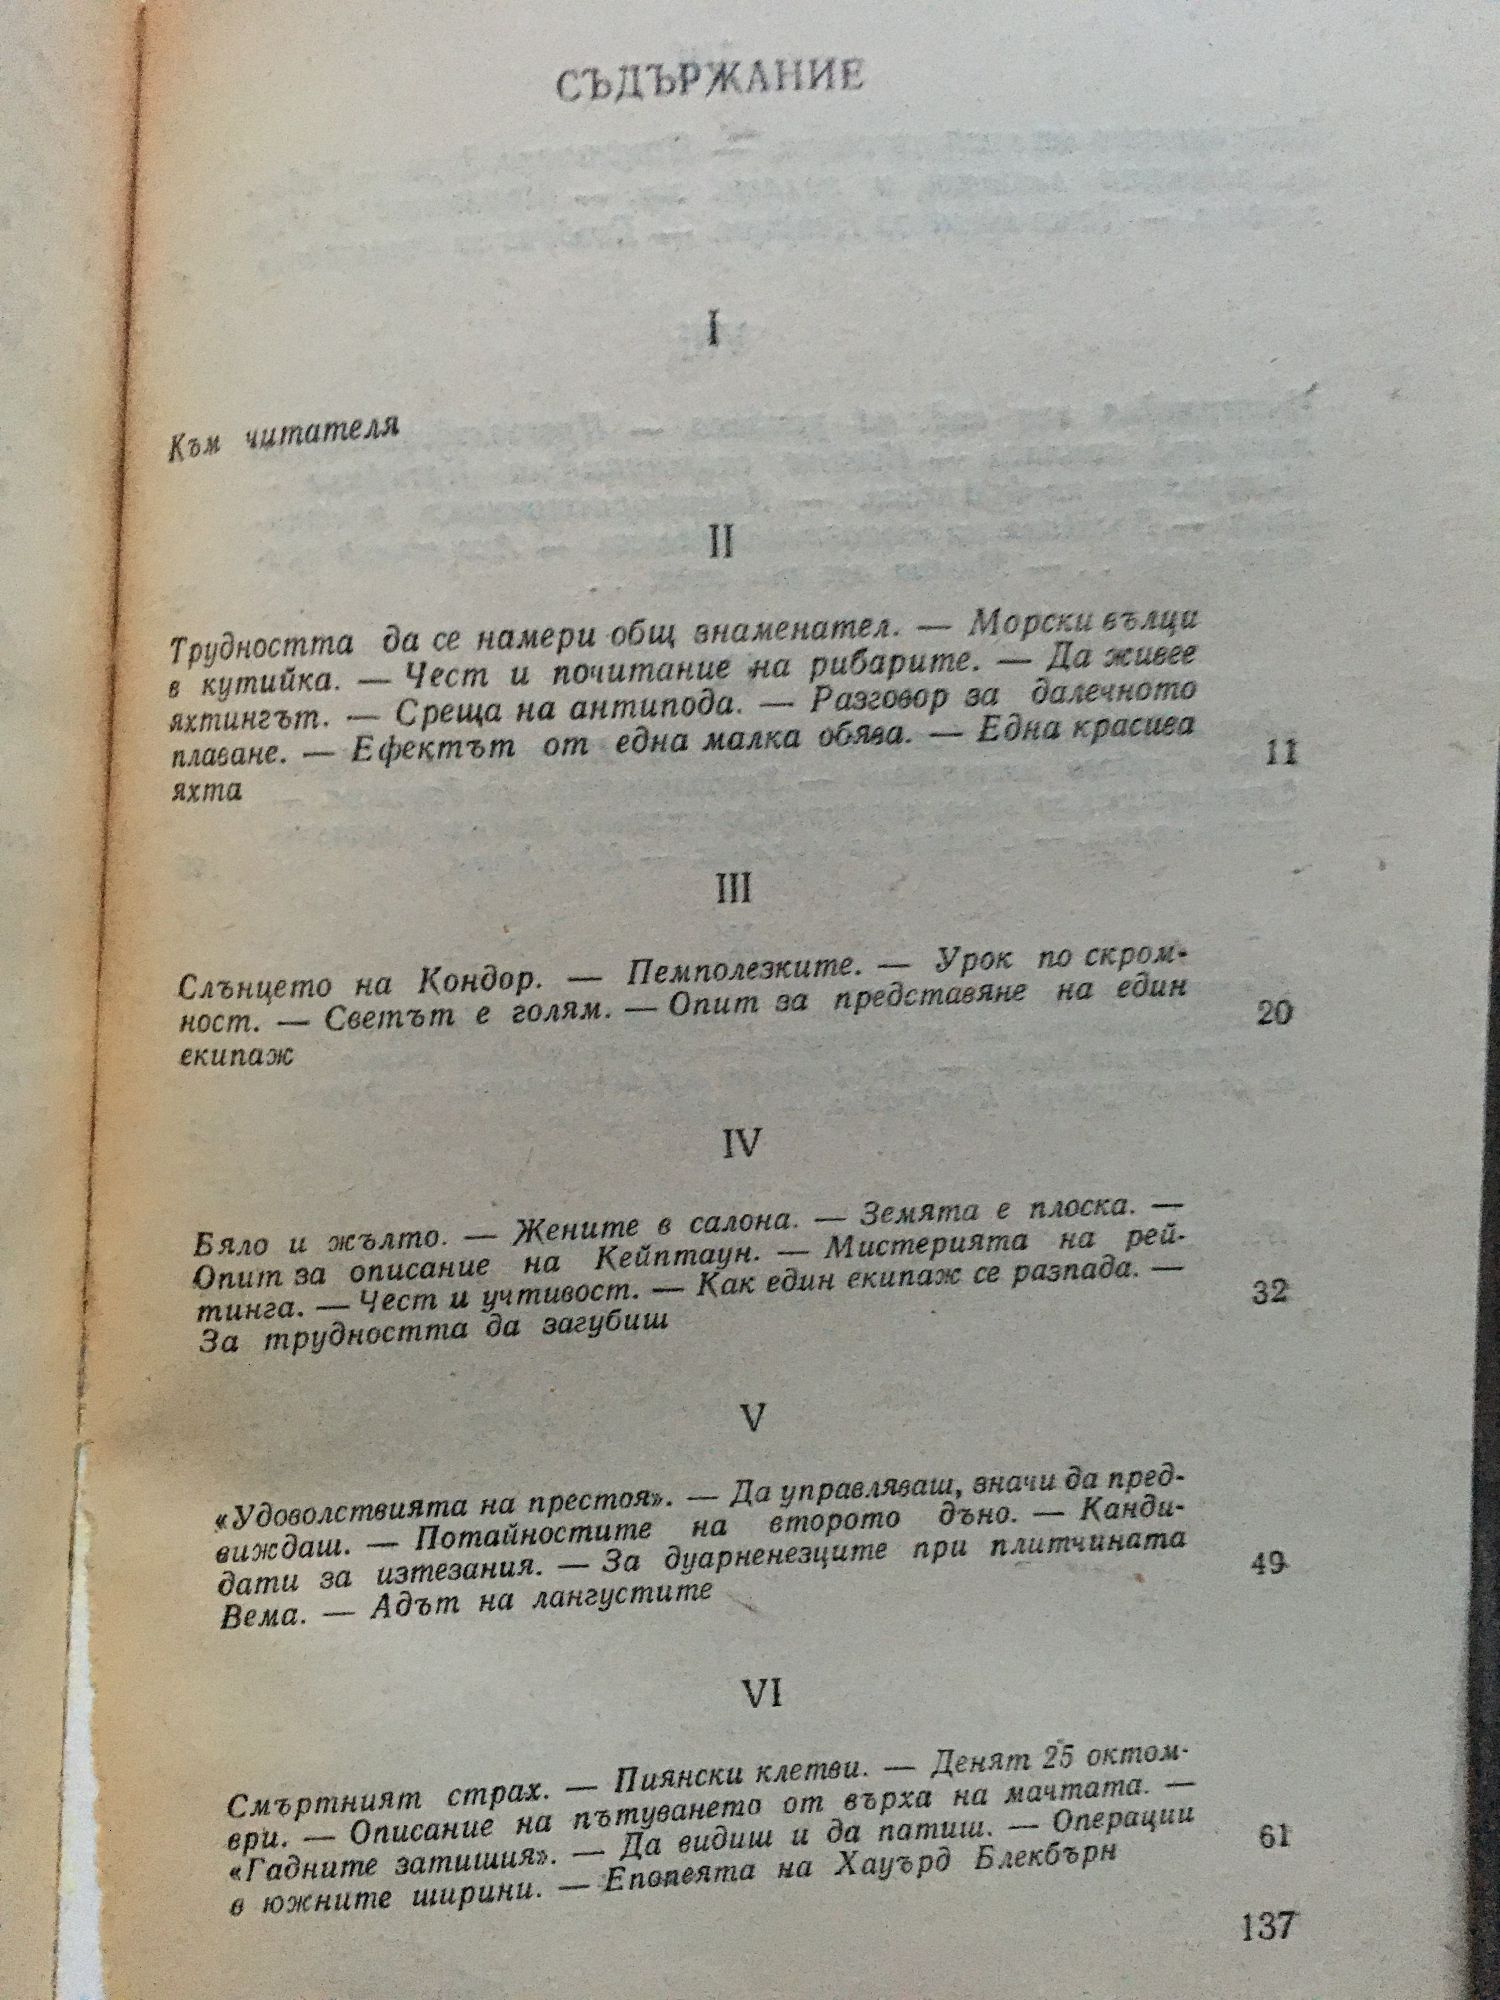 СЪДЪРЖАНИЕ
I
Към читателя
II
Трудността да се намери общ знаменател. — Морски вълци
в кутийка. — Чест и почитание на рибарите. — Да живее
яхтингът. — Среща на антипода. — Разговор за далечното
плаване. — Ефектът от една малка обява. — Една красива
яхта 11
III
Слънцето на Кондор. — Пемполезките. — Урок по скром-
ност. — Светът е голям. — Опит за представяне на един
екипаж 20
IV
Бяло и жълто. — Жените в салона. — Земята е плоска. —
Опит за описание на Кейптаун. — Мистерията на рей-
тинга. — Чест и учтивост. — Как един екипаж се разпада. —
За трудността да загубиш 32
V
«Удоволствията на престоя». — Да управляваш, значи да пред-
виждаш. — Потайностите на второто дъно. — Канди-
дати за изтезания. — За дуарненезците при плитчината
Вема. — Адът на лангустите 49
VI
Смъртният страх. — Пиянски клетви. — Денят 25 октом-
ври. — Описание на пътуването от върха на мачтата. —
«Гадните затишия». — Да видиш и да патиш. — Операции
в южните ширини. — Епопеята на Хауърд Блекбърн 61
137